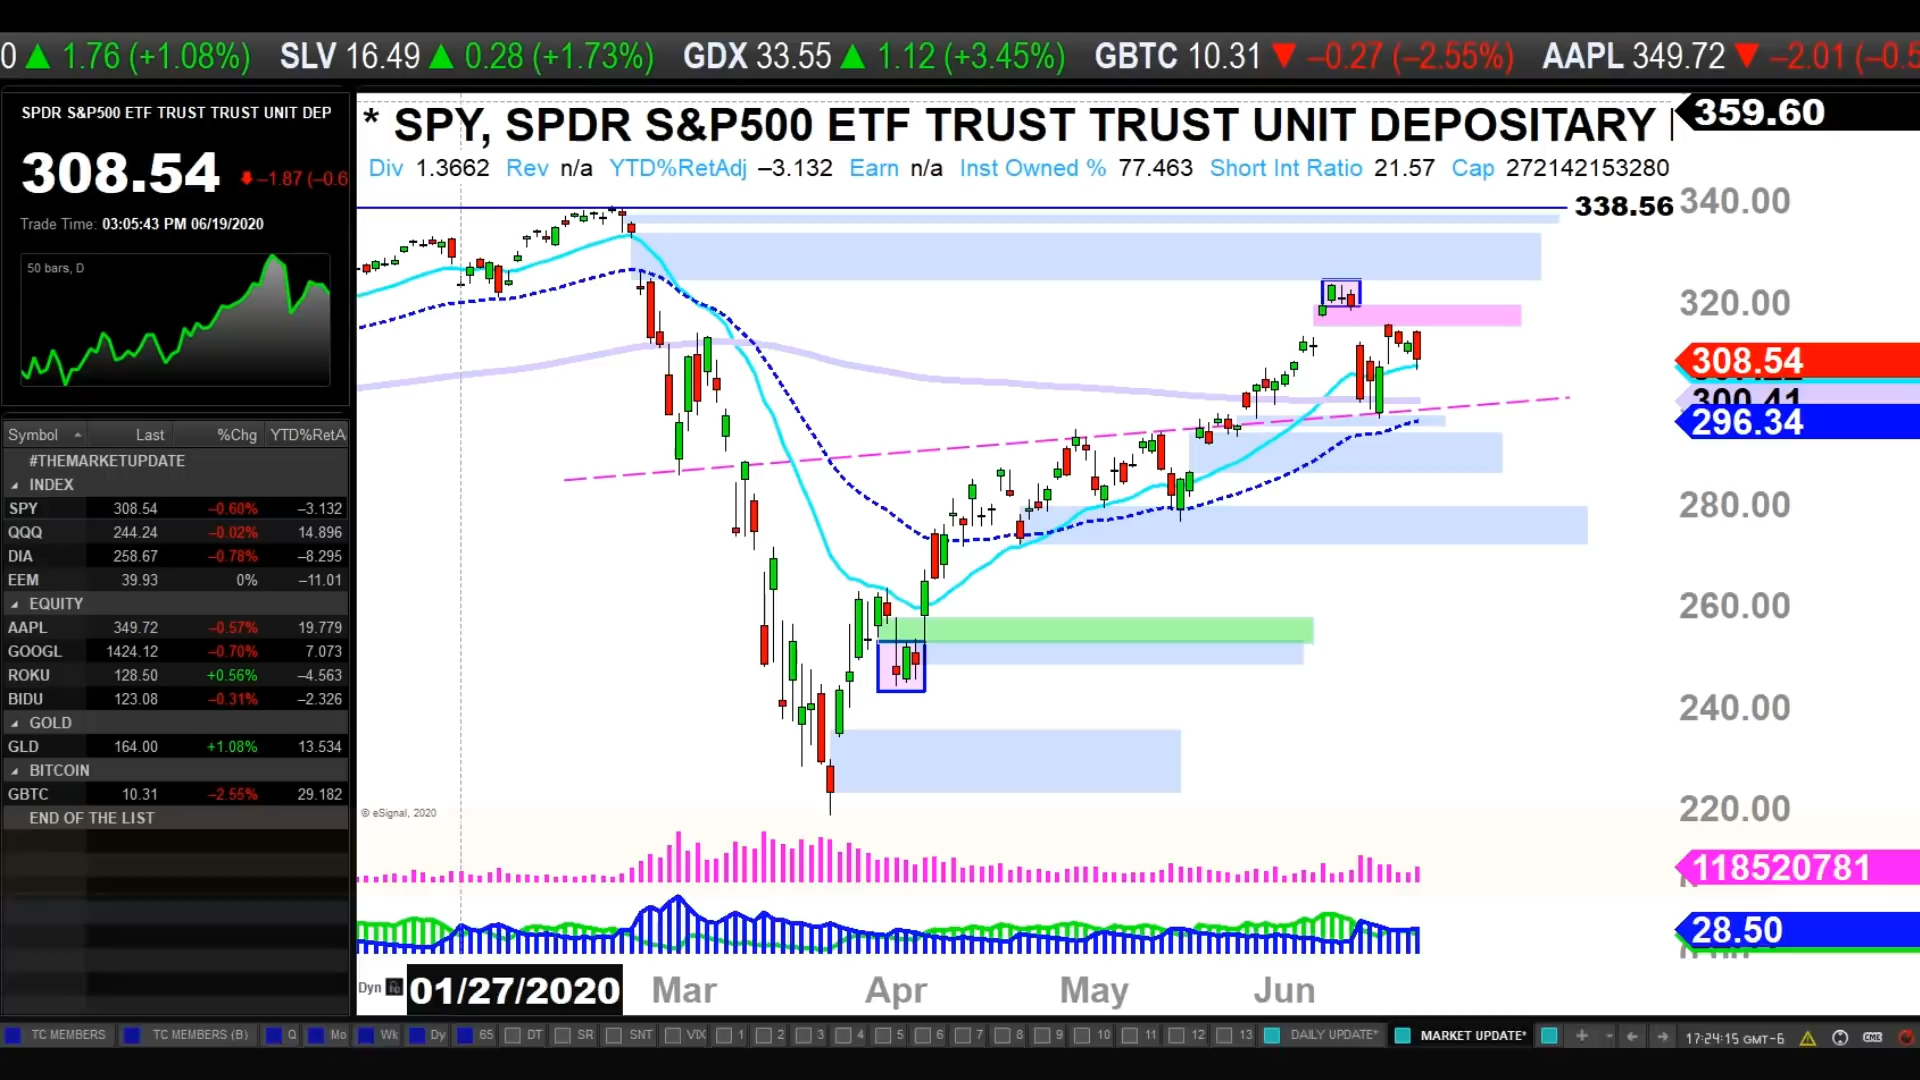 0 ▲ 1.76 (+1.08%) SLV 16.49 ▲ 0.28 (+1.73%) GDX 33.55 ▲ 1.12 (+3.45%) GBTC 10.31 ▼ –0.27 (–2.55%) AAPL 349.72 ▼ –2.01 (–0.5
SPDR S&P500 ETF TRUST TRUST UNIT DEP
308.54 –1.87 (–0.6
Trade Time: 03:05:43 PM 06/19/2020
50 bars, D
Symbol Last %Chg YTD%RetA
#THEMARKETUPDATE
INDEX
SPY 308.54 –0.60% –3.132
QQQ 244.24 –0.02% 14.896
DIA 258.67 –0.78% –8.295
EEM 39.93 0% –11.01
EQUITY
AAPL 349.72 –0.57% 19.779
GOOGL 1424.12 –0.70% 7.073
ROKU 128.50 +0.56% –4.563
BIDU 123.08 –0.31% –2.326
GOLD
GLD 164.00 +1.08% 13.534
BITCOIN
GBTC 10.31 –2.55% 29.182
END OF THE LIST
* SPY, SPDR S&P500 ETF TRUST TRUST UNIT DEPOSITARY
Div 1.3662 Rev n/a YTD%RetAdj –3.132 Earn n/a Inst Owned % 77.463 Short Int Ratio 21.57 Cap 272142153280
338.56
359.60
340.00
320.00
308.54
300.41
296.34
280.00
260.00
240.00
220.00
118520781
28.50
© eSignal, 2020
Dyn 01/27/2020 Mar Apr May Jun
TC MEMBERS TC MEMBERS (B) Q Mo Wk Dy 65 DT SR SNT VIX 1 2 3 4 5 6 7 8 9 10 11 12 13 DAILY UPDATE* MARKET UPDATE* 17:24:15 GMT-6 CME